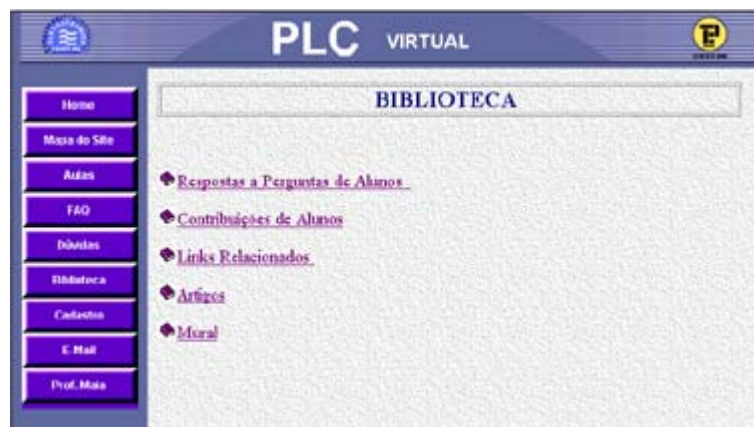 PLC VIRTUAL
Home
Mapa do Site
Aulas
FAQ
Dúvidas
Biblioteca
Cadastro
E-Mail
Prof. Maia
BIBLIOTECA
Respostas a Perguntas de Alunos
Contribuições de Alunos
Links Relacionados
Artigos
Mural